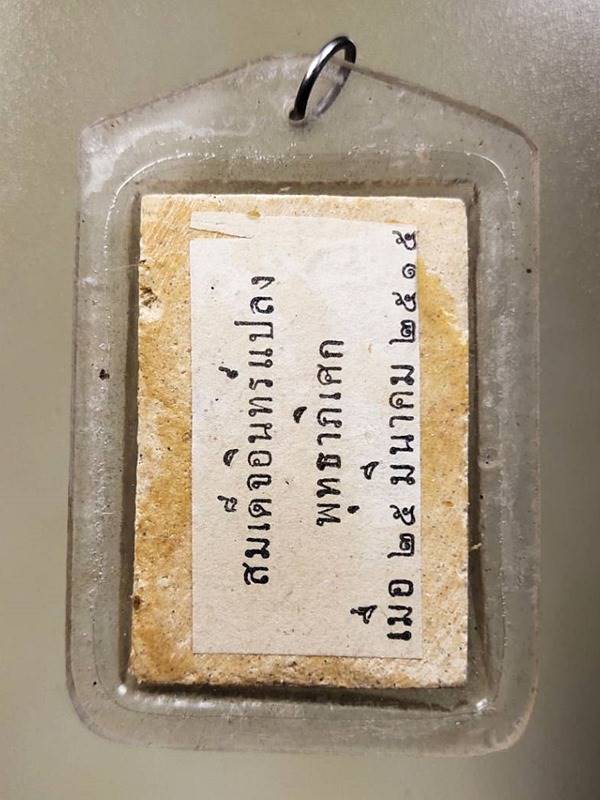 สมเด็จอินทร์แปลง
พุทธาภิเศก
เมื่อ ๒๕ มีนาคม ๒๕๑๕